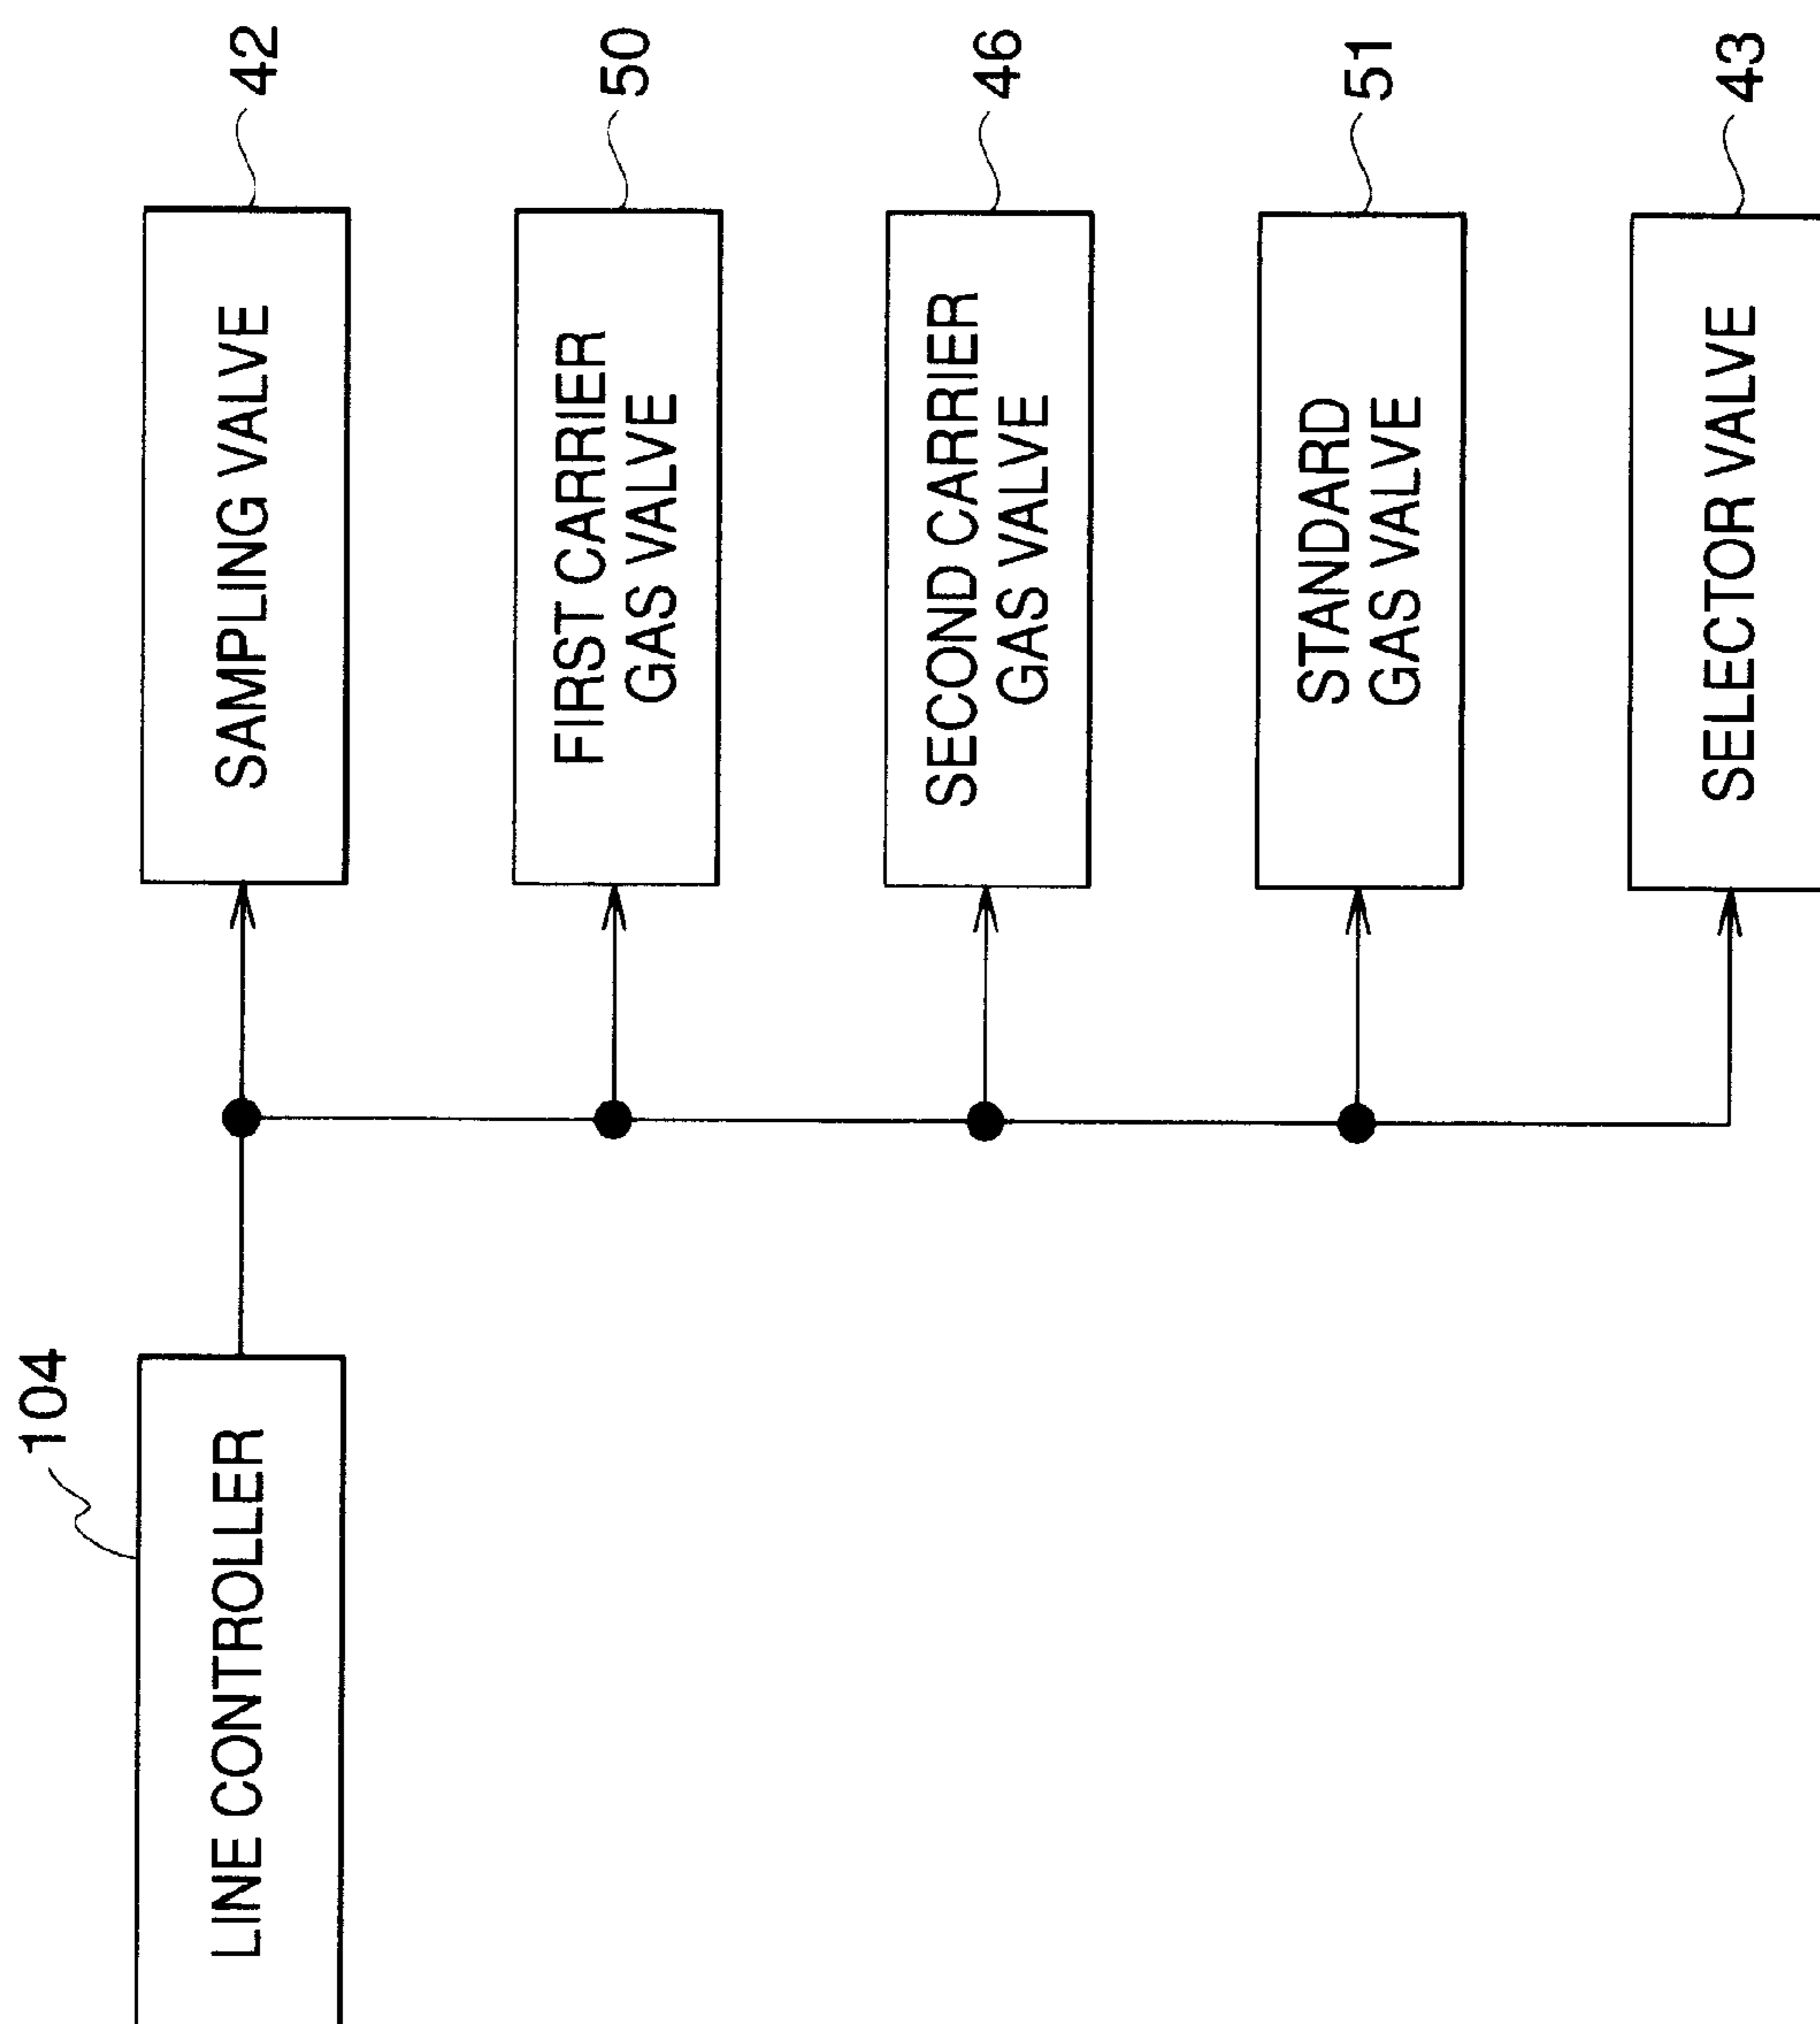 104
LINE CONTROLLER
SAMPLING VALVE
42
FIRST CARRIER
GAS VALVE
50
SECOND CARRIER
GAS VALVE
46
STANDARD
GAS VALVE
51
SELECTOR VALVE
43